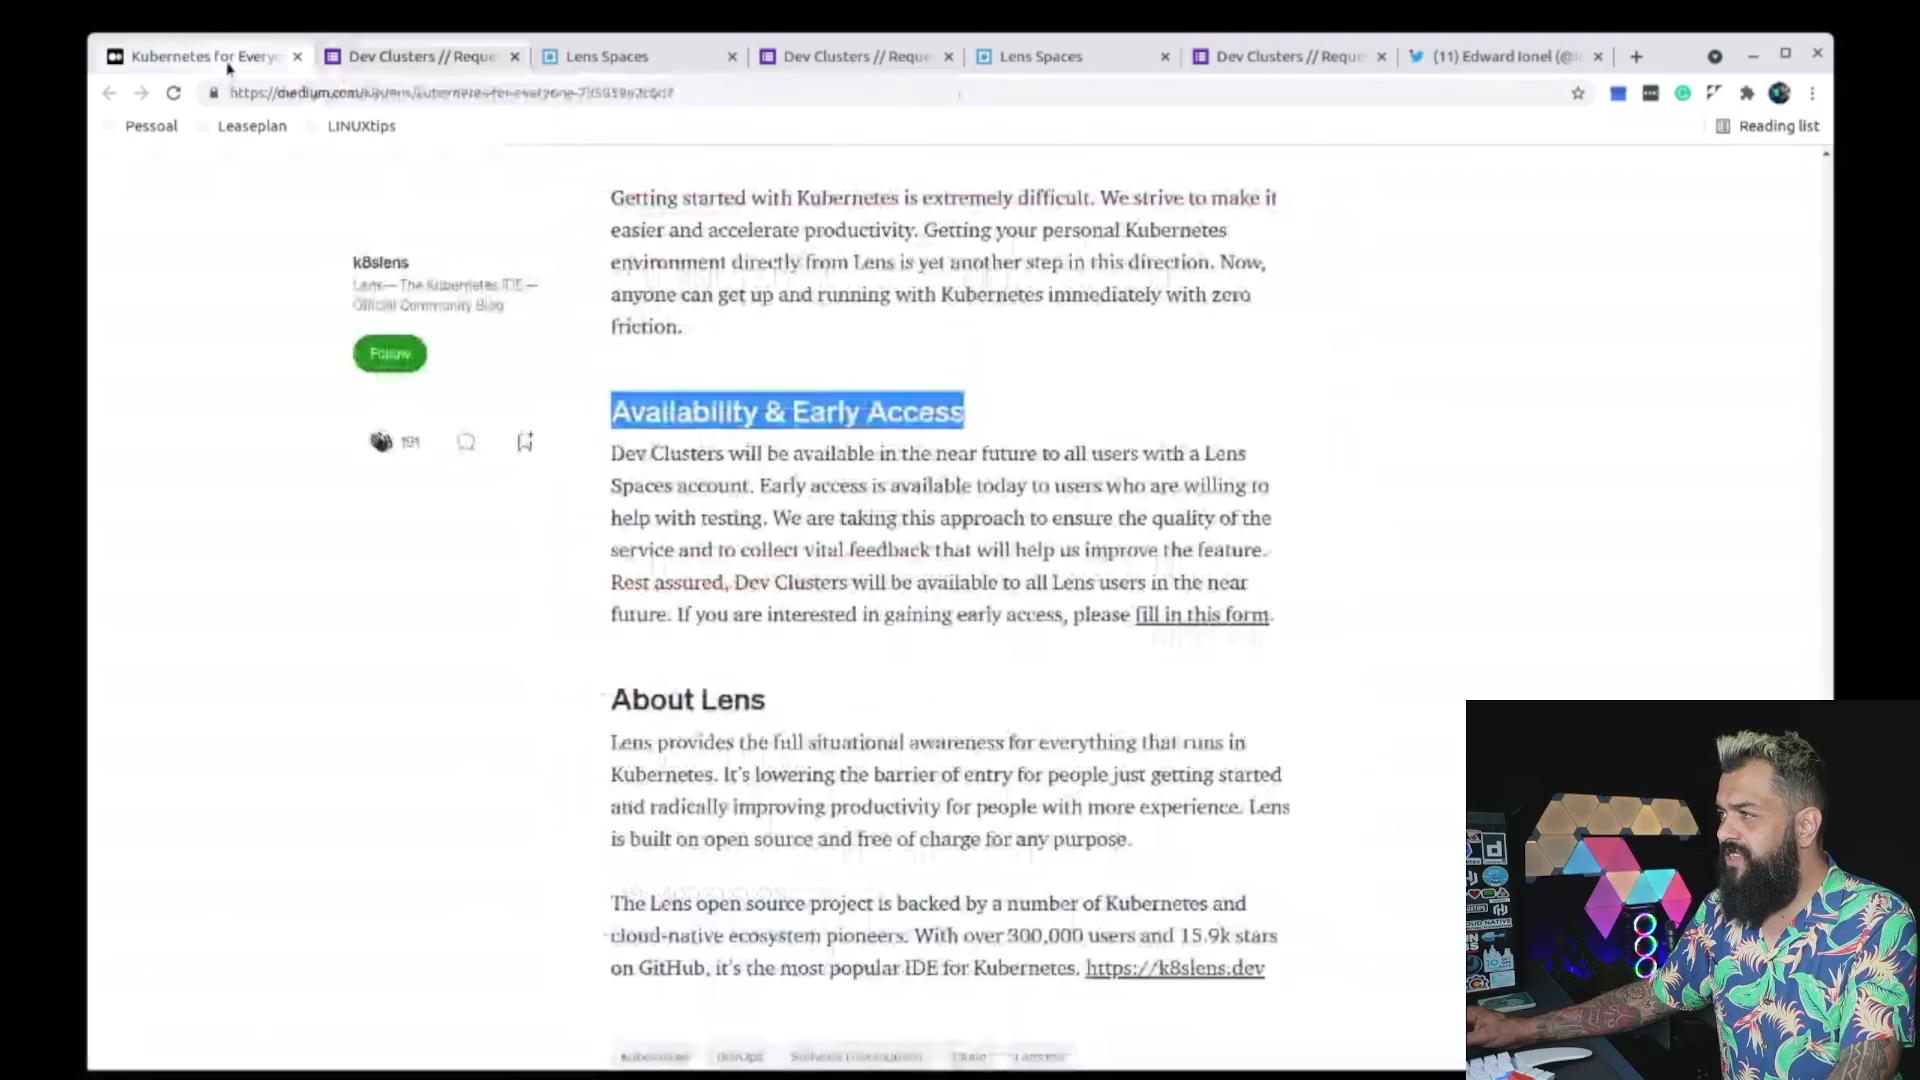 Kubernetes for Every
Dev Clusters // Reque
Lens Spaces
Dev Clusters // Reque
Lens Spaces
Dev Clusters // Reque
(11) Edward Ionel (@l
https://medium.com/k8slens/kubernetes-for-everyone-
Pessoal
Leaseplan
LINUXtips
Reading list
Getting started with Kubernetes is extremely difficult. We strive to make it
easier and accelerate productivity. Getting your personal Kubernetes
environment directly from Lens is yet another step in this direction. Now,
anyone can get up and running with Kubernetes immediately with zero
friction.
k8slens
Lens — The Kubernetes IDE —
Official Community Blog
Follow
191
Availability & Early Access
Dev Clusters will be available in the near future to all users with a Lens
Spaces account. Early access is available today to users who are willing to
help with testing. We are taking this approach to ensure the quality of the
service and to collect vital feedback that will help us improve the feature.
Rest assured, Dev Clusters will be available to all Lens users in the near
future. If you are interested in gaining early access, please fill in this form.
About Lens
Lens provides the full situational awareness for everything that runs in
Kubernetes. It's lowering the barrier of entry for people just getting started
and radically improving productivity for people with more experience. Lens
is built on open source and free of charge for any purpose.
The Lens open source project is backed by a number of Kubernetes and
cloud-native ecosystem pioneers. With over 300,000 users and 15.9k stars
on GitHub, it's the most popular IDE for Kubernetes. https://k8slens.dev
Kubernetes
DevOps
Software Development